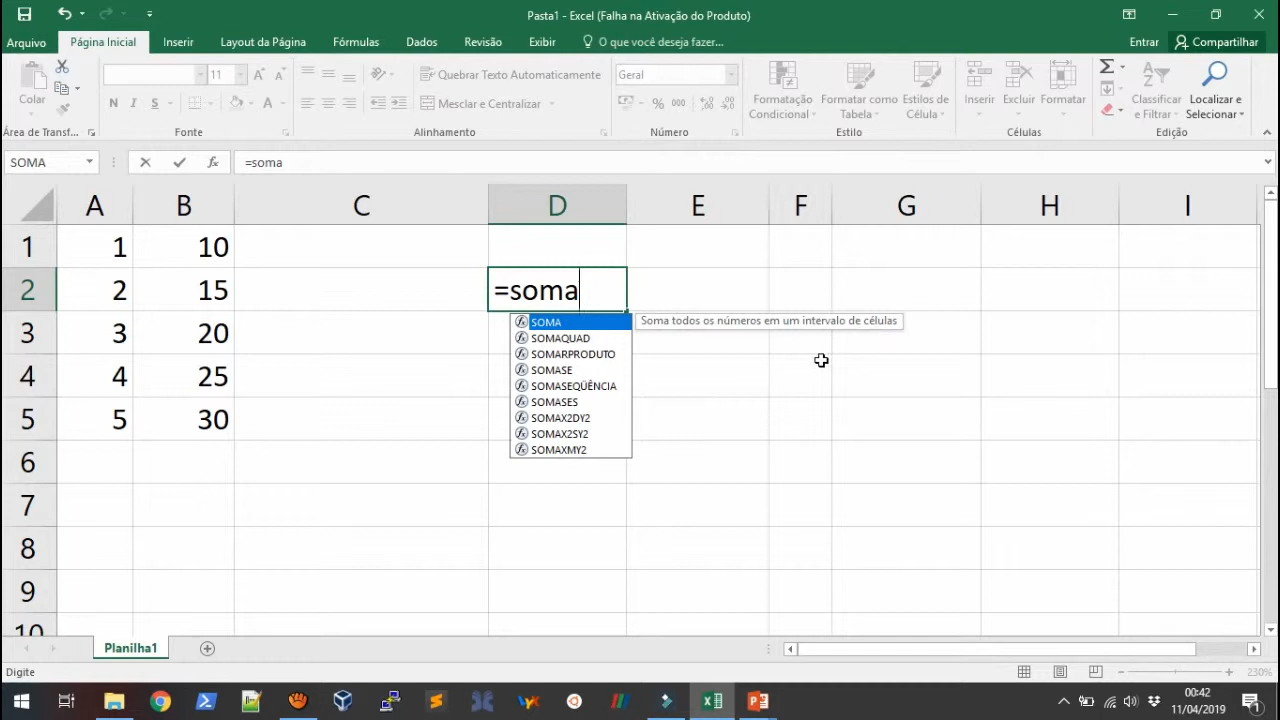 Pasta1 - Excel (Falha na Ativação do Produto)
Arquivo Página Inicial Inserir Layout da Página Fórmulas Dados Revisão Exibir O que você deseja fazer... Entrar Compartilhar
Colar
11
N I S
Quebrar Texto Automaticamente
Mesclar e Centralizar
Geral
% 000
Formatação Condicional
Formatar como Tabela
Estilos de Célula
Inserir Excluir Formatar
Classificar e Filtrar
Localizar e Selecionar
Área de Transf... Fonte Alinhamento Número Estilo Células Edição
SOMA fx =soma
A B C D E F G H I
1 1 10
2 2 15 =soma
3 3 20
4 4 25
5 5 30
6
7
8
9
10
SOMA Soma todos os números em um intervalo de células
SOMAQUAD
SOMARPRODUTO
SOMASE
SOMASEQÜÊNCIA
SOMASES
SOMAX2DY2
SOMAX2SY2
SOMAXMY2
Planilha1
Digite 230%
00:42
11/04/2019